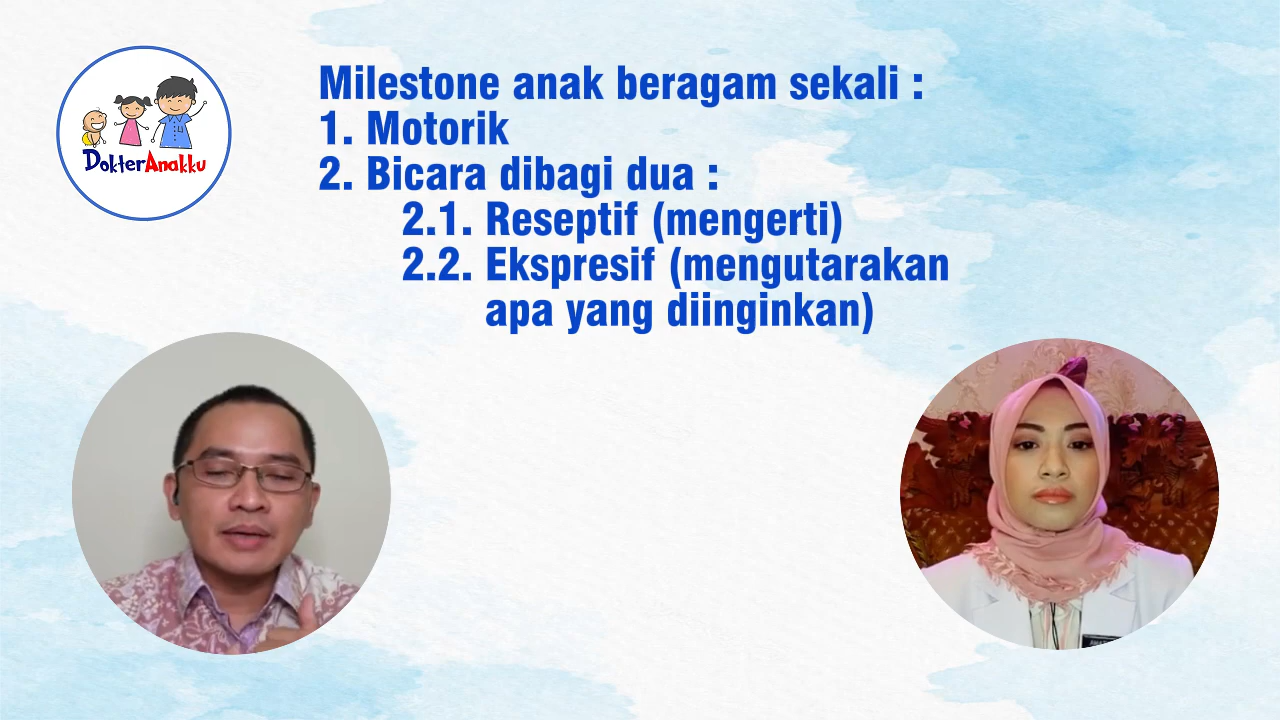 DokterAnakku
Milestone anak beragam sekali :
1. Motorik
2. Bicara dibagi dua :
2.1. Reseptif (mengerti)
2.2. Ekspresif (mengutarakan
apa yang diinginkan)